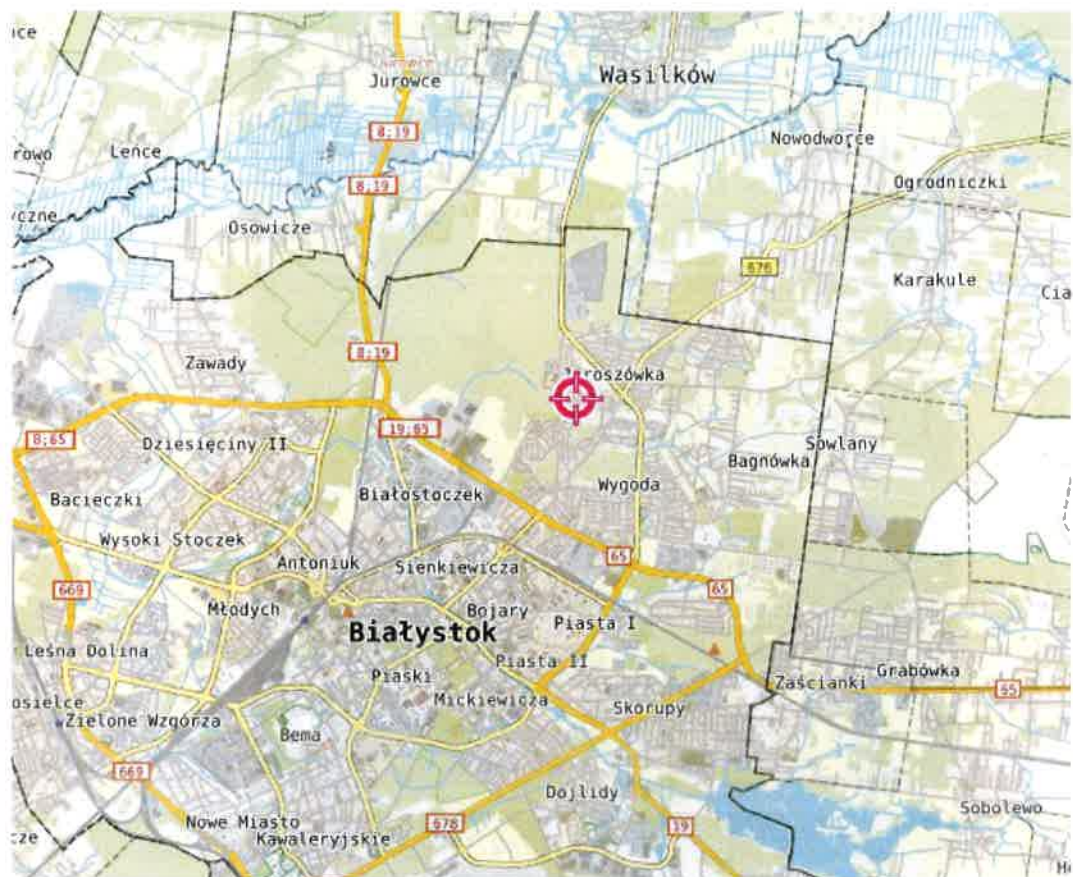 Jurowce
Wasilków
8;19
Nowodworce
Leńce
8;19
Ogrodniczki
Osowicze
676
Karakule
8;19
Zawady
Jaroszówka
8;65
19;65
Dziesięciny II
Sowlany
Bagnówka
Bacieczki
Białostoczek
Wygoda
Wysoki Stoczek
65
Antoniuk
Sienkiewicza
669
65
Młodych
Bojary
Piasta I
Białystok
Leśna Dolina
Piasta II
Piaski
Grabówka
Zaścianki
65
Mickiewicza
Skorupy
Zielone Wzgórza
Bema
669
Dojlidy
Sobolewo
Nowe Miasto
678
19
Kawaleryjskie